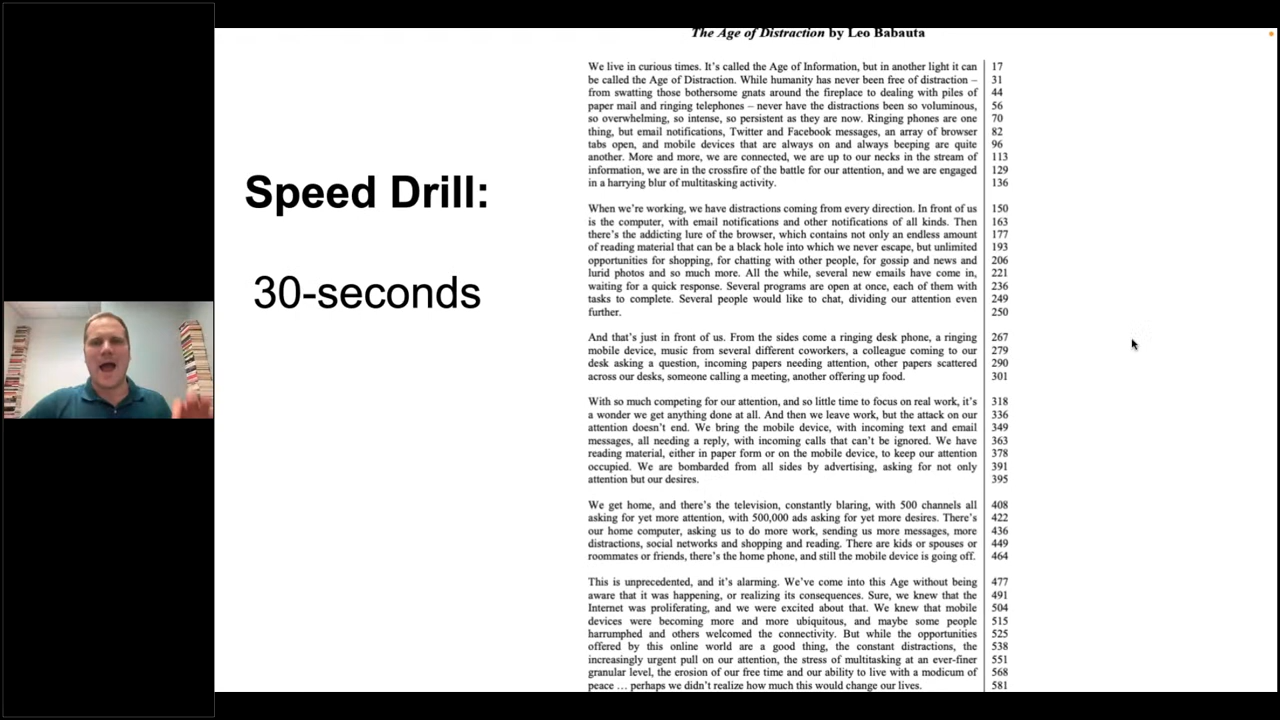 The Age of Distraction by Leo Babauta
Speed Drill:
30-seconds
We live in curious times. It's called the Age of Information, but in another light it can 17
be called the Age of Distraction. While humanity has never been free of distraction – 31
from swatting those bothersome gnats around the fireplace to dealing with piles of 44
paper mail and ringing telephones – never have the distractions been so voluminous, 56
so overwhelming, so intense, so persistent as they are now. Ringing phones are one 70
thing, but email notifications, Twitter and Facebook messages, an array of browser 82
tabs open, and mobile devices that are always on and always beeping are quite 96
another. More and more, we are connected, we are up to our necks in the stream of 113
information, we are in the crossfire of the battle for our attention, and we are engaged 129
in a harrying blur of multitasking activity. 136
When we're working, we have distractions coming from every direction. In front of us 150
is the computer, with email notifications and other notifications of all kinds. Then 163
there's the addicting lure of the browser, which contains not only an endless amount 177
of reading material that can be a black hole into which we never escape, but unlimited 193
opportunities for shopping, for chatting with other people, for gossip and news and 206
lurid photos and so much more. All the while, several new emails have come in, 221
waiting for a quick response. Several programs are open at once, each of them with 236
tasks to complete. Several people would like to chat, dividing our attention even 249
further. 250
And that's just in front of us. From the sides come a ringing desk phone, a ringing 267
mobile device, music from several different coworkers, a colleague coming to our 279
desk asking a question, incoming papers needing attention, other papers scattered 290
across our desks, someone calling a meeting, another offering up food. 301
With so much competing for our attention, and so little time to focus on real work, it's 318
a wonder we get anything done at all. And then we leave work, but the attack on our 336
attention doesn't end. We bring the mobile device, with incoming text and email 349
messages, all needing a reply, with incoming calls that can't be ignored. We have 363
reading material, either in paper form or on the mobile device, to keep our attention 378
occupied. We are bombarded from all sides by advertising, asking for not only 391
attention but our desires. 395
We get home, and there's the television, constantly blaring, with 500 channels all 408
asking for yet more attention, with 500,000 ads asking for yet more desires. There's 422
our home computer, asking us to do more work, sending us more messages, more 436
distractions, social networks and shopping and reading. There are kids or spouses or 449
roommates or friends, there's the home phone, and still the mobile device is going off. 464
This is unprecedented, and it's alarming. We've come into this Age without being 477
aware that it was happening, or realizing its consequences. Sure, we knew that the 491
Internet was proliferating, and we were excited about that. We knew that mobile 504
devices were becoming more and more ubiquitous, and maybe some people 515
harrumphed and others welcomed the connectivity. But while the opportunities 525
offered by this online world are a good thing, the constant distractions, the 538
increasingly urgent pull on our attention, the stress of multitasking at an ever-finer 551
granular level, the erosion of our free time and our ability to live with a modicum of 568
peace … perhaps we didn't realize how much this would change our lives. 581